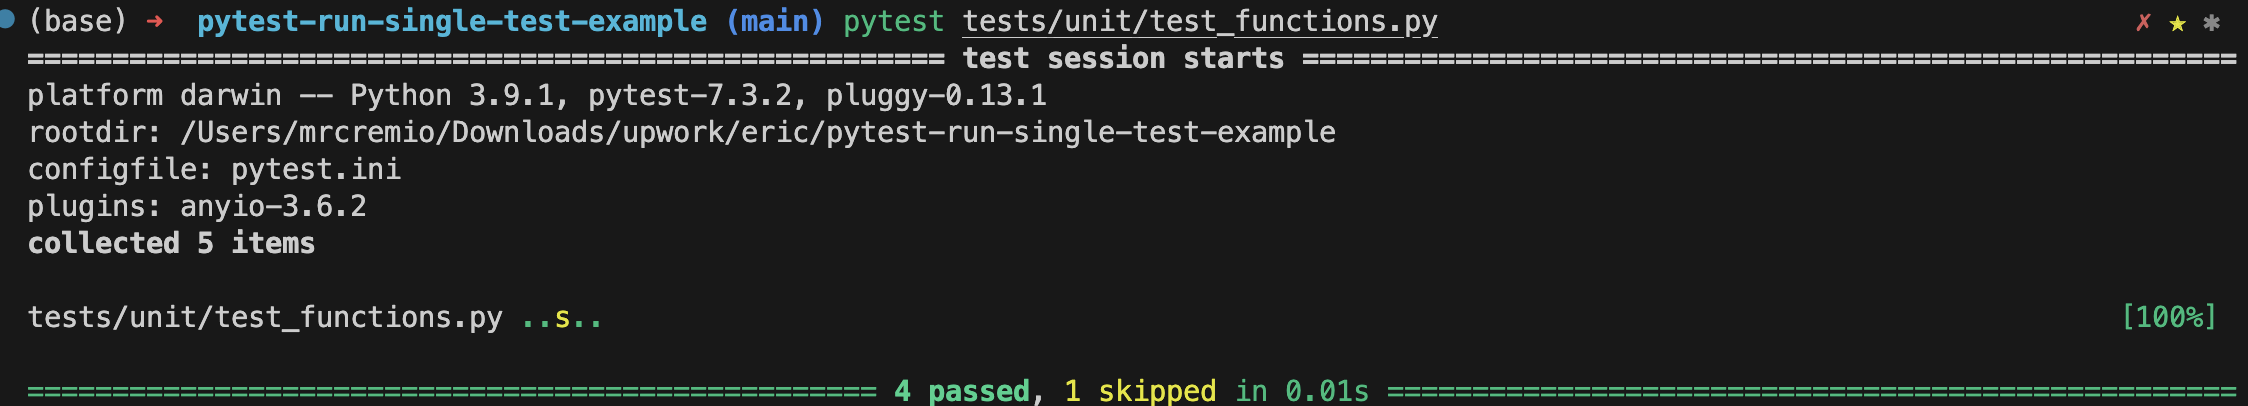 (base) ➜ pytest-run-single-test-example (main) pytest tests/unit/test_functions.py ✗ ★ ✱
====================================================== test session starts =======================================================
platform darwin -- Python 3.9.1, pytest-7.3.2, pluggy-0.13.1
rootdir: /Users/mrcremio/Downloads/upwork/eric/pytest-run-single-test-example
configfile: pytest.ini
plugins: anyio-3.6.2
collected 5 items
tests/unit/test_functions.py ..s.. [100%]
================================================== 4 passed, 1 skipped in 0.01s ==================================================